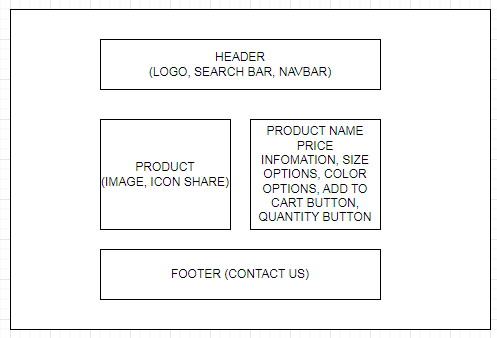 HEADER
(LOGO, SEARCH BAR, NAVBAR)
PRODUCT
(IMAGE, ICON SHARE)
PRODUCT NAME
PRICE
INFOMATION, SIZE
OPTIONS, COLOR
OPTIONS, ADD TO
CART BUTTON,
QUANTITY BUTTON
FOOTER (CONTACT US)